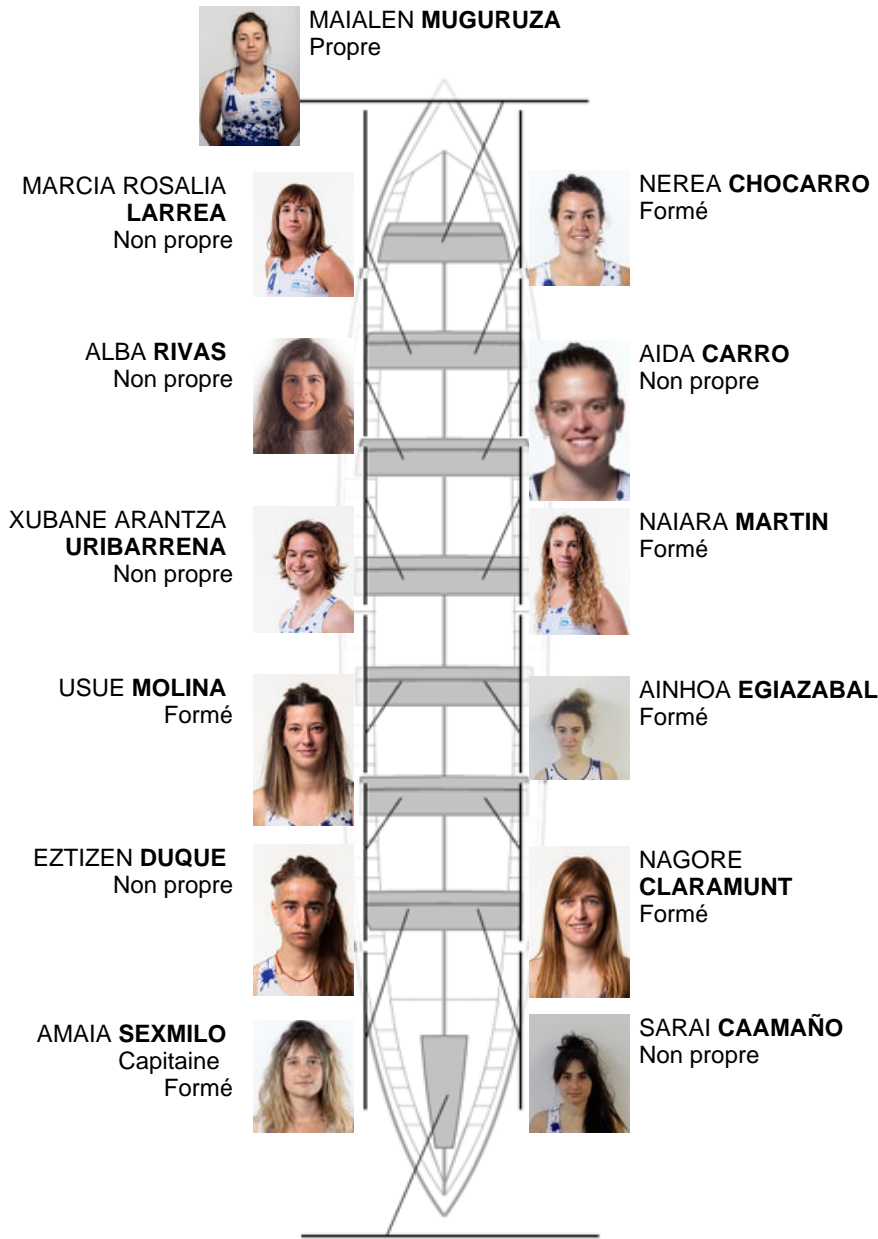 MAIALEN MUGURUZA
Propre
MARCIA ROSALIA
LARREA
Non propre
NEREA CHOCARRO
Formé
ALBA RIVAS
Non propre
AIDA CARRO
Non propre
XUBANE ARANTZA
URIBARRENA
Non propre
NAIARA MARTIN
Formé
USUE MOLINA
Formé
AINHOA EGIAZABAL
Formé
EZTIZEN DUQUE
Non propre
NAGORE
CLARAMUNT
Formé
AMAIA SEXMILO
Capitaine
Formé
SARAI CAAMAÑO
Non propre